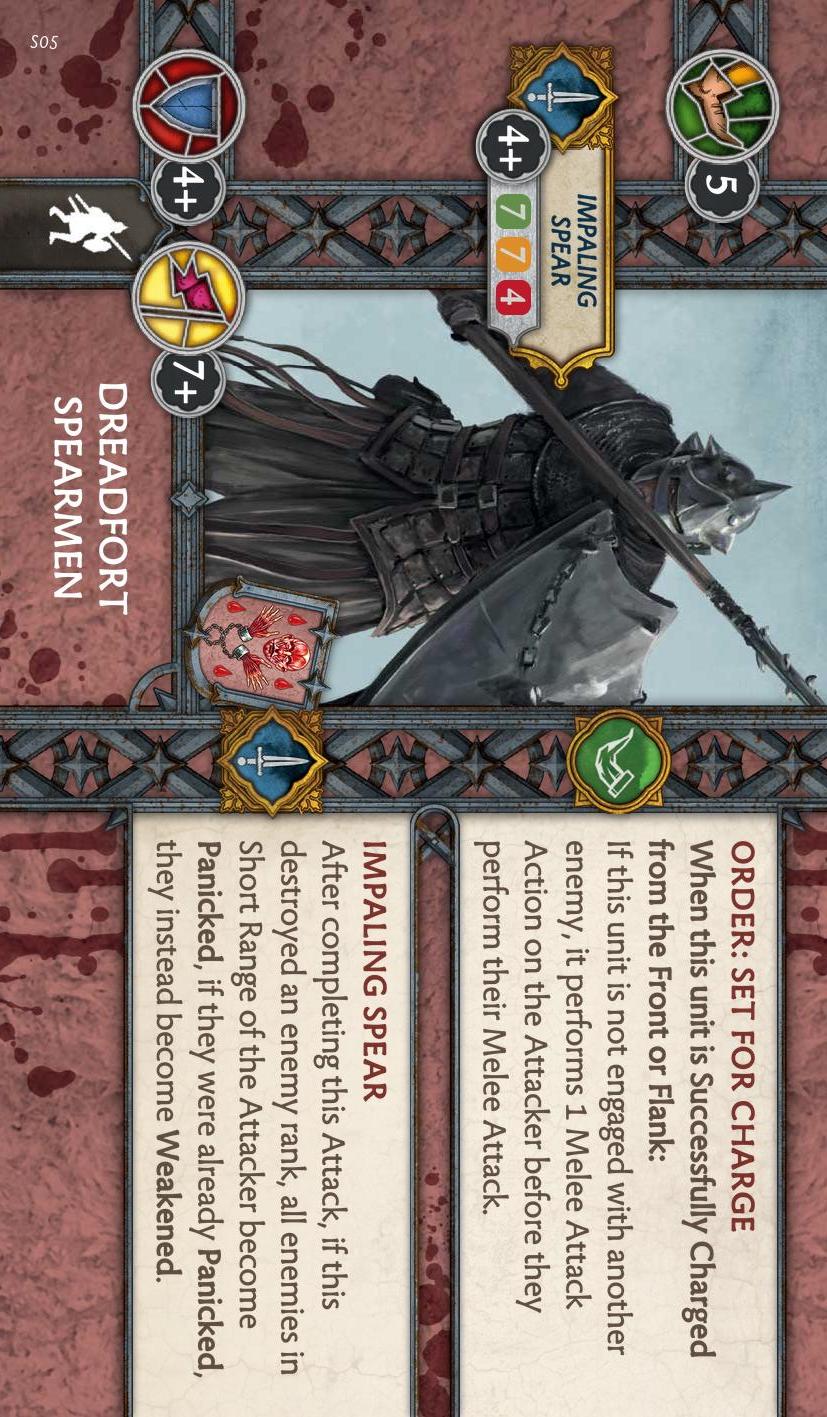 5
IMPALING
SPEAR
4+
7 7 4
4+
7+
DREADFORT
SPEARMEN
S05
ORDER: SET FOR CHARGE
When this unit is Successfully Charged
from the Front or Flank:
If this unit is not engaged with another
enemy, it performs 1 Melee Attack
Action on the Attacker before they
perform their Melee Attack.
IMPALING SPEAR
After completing this Attack, if this
destroyed an enemy rank, all enemies in
Short Range of the Attacker become
Panicked, if they were already Panicked,
they instead become Weakened.